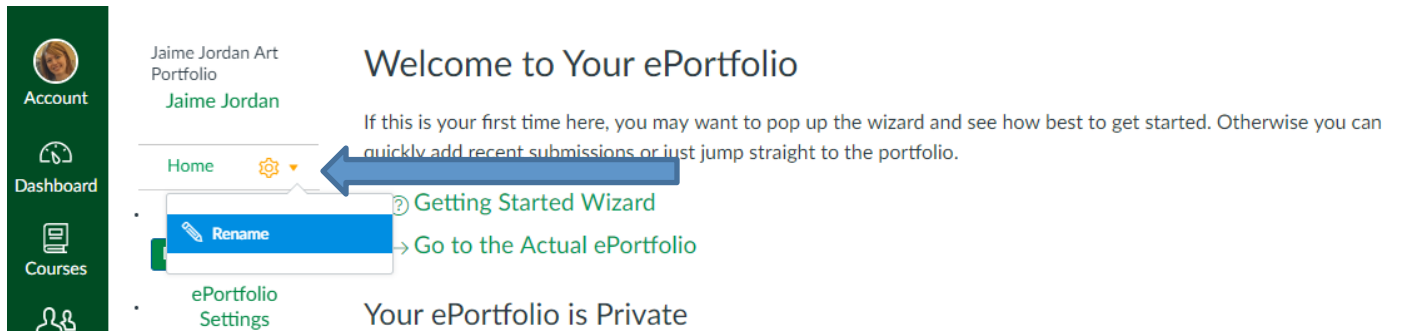 Account
Dashboard
Courses
Jaime Jordan Art
Portfolio
Jaime Jordan
Home
Rename
ePortfolio
Settings
Welcome to Your ePortfolio
If this is your first time here, you may want to pop up the wizard and see how best to get started. Otherwise you can
quickly add recent submissions or just jump straight to the portfolio.
Getting Started Wizard
Go to the Actual ePortfolio
Your ePortfolio is Private